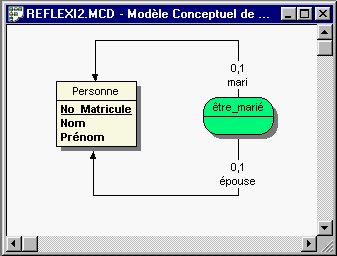 REFLEXI2.MCD - Modèle Conceptuel de ...
0,1
mari
Personne
No_Matricule
Nom
Prénom
être_marié
0,1
épouse